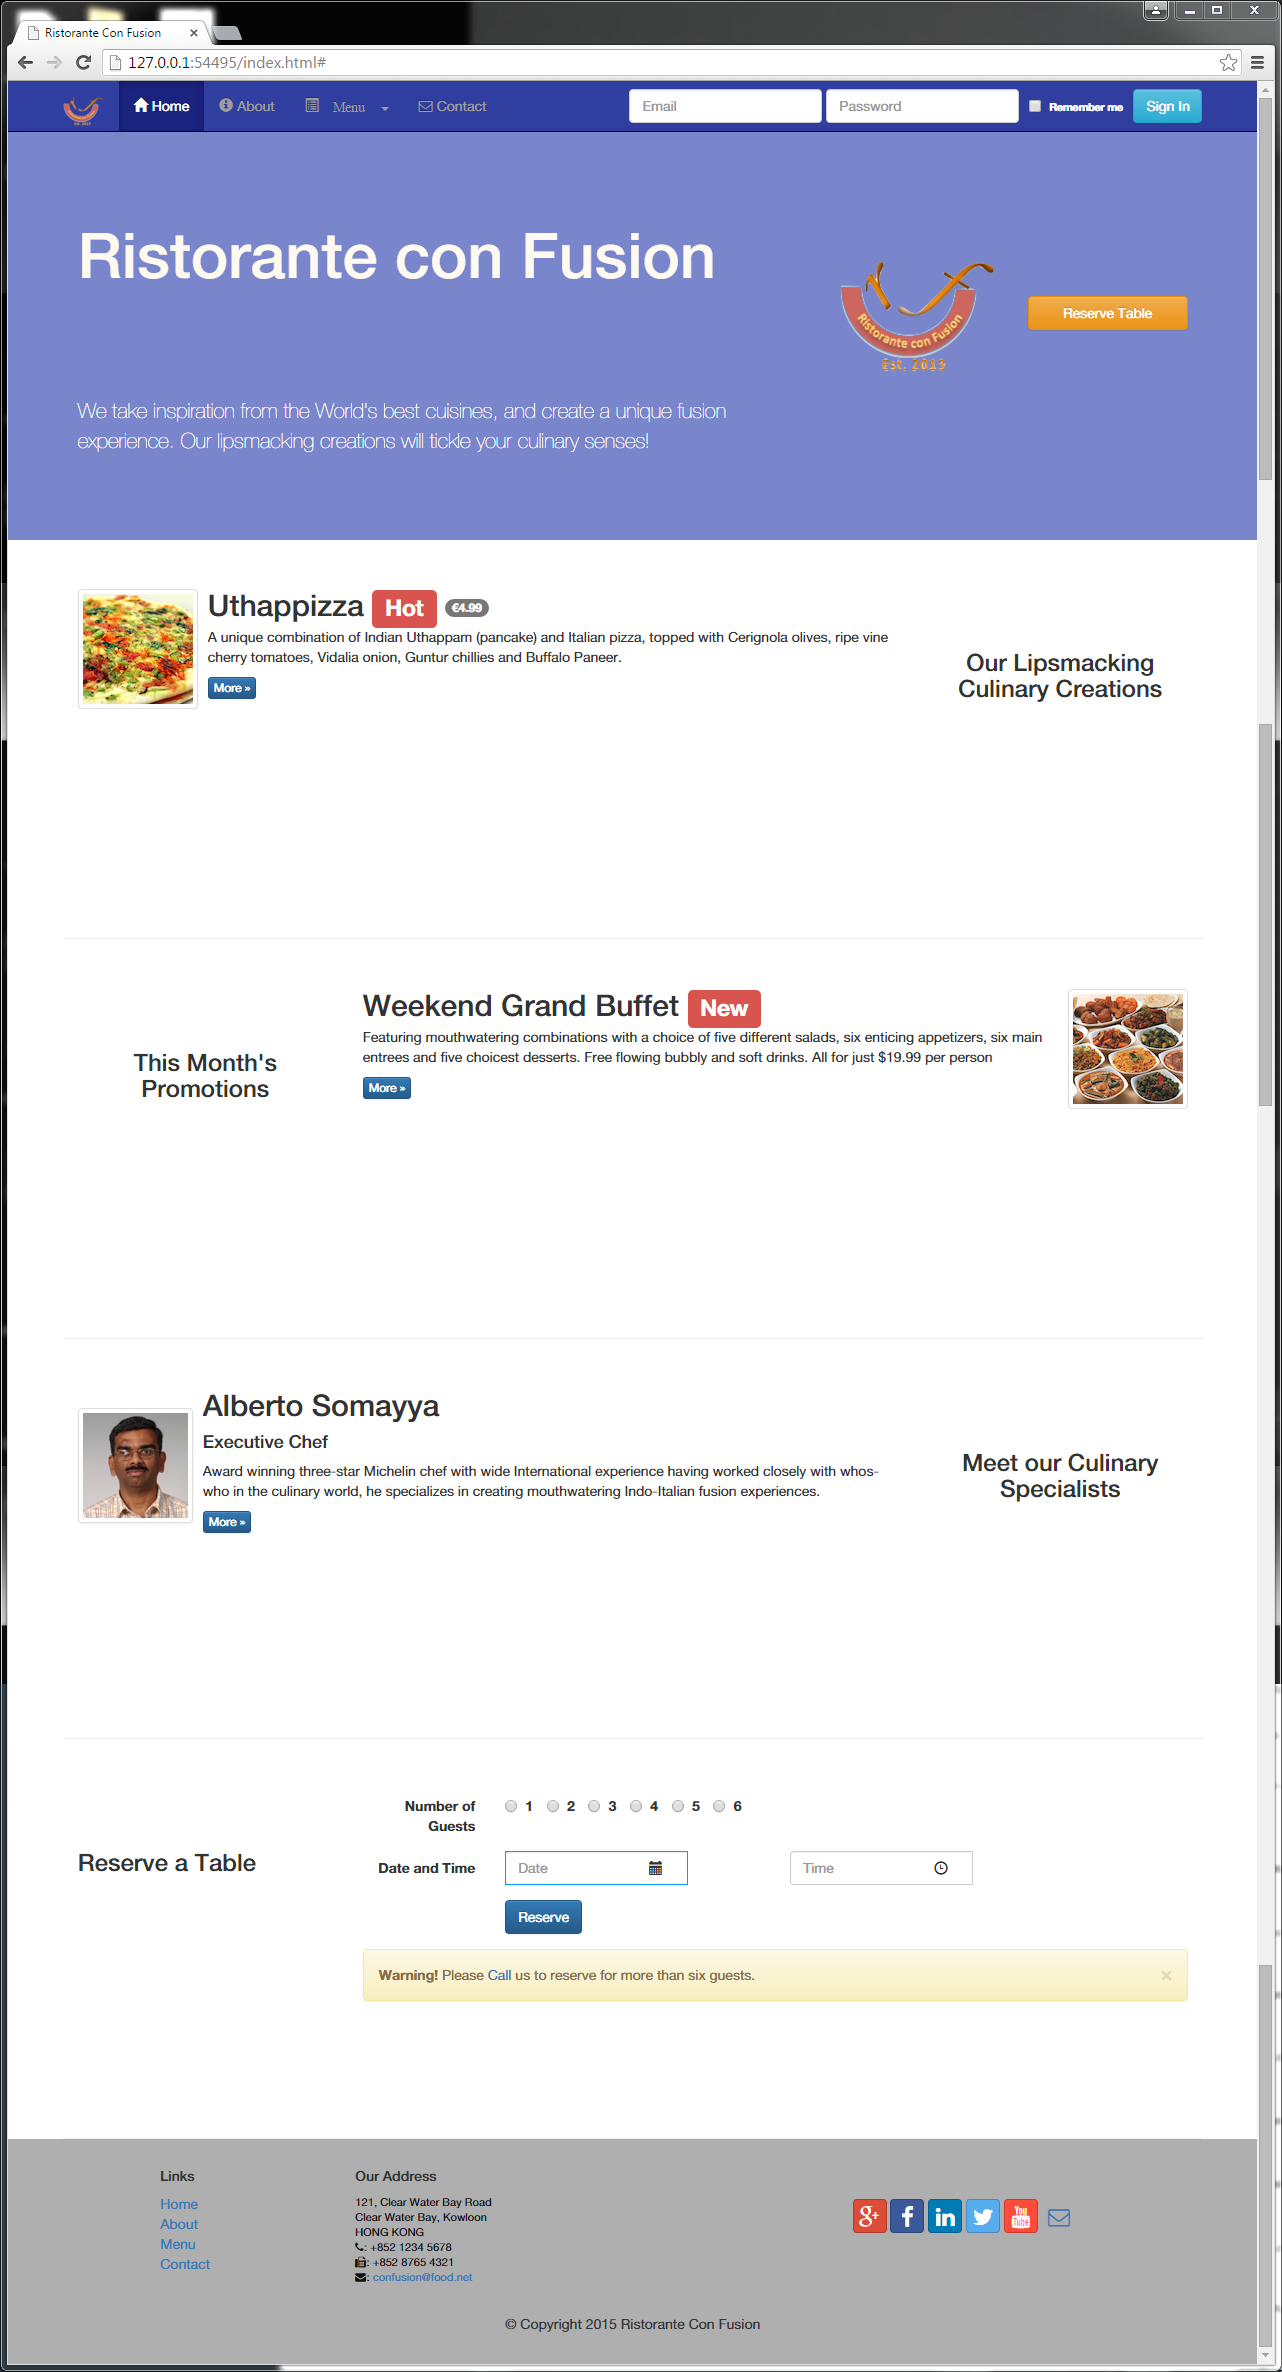 Ristorante Con Fusion
127.0.0.1:54495/index.html#
Home About Menu Contact Email Password Remember me Sign In
Ristorante con Fusion
Ristorante con Fusion
Est. 2013
Reserve Table
We take inspiration from the World's best cuisines, and create a unique fusion
experience. Our lipsmacking creations will tickle your culinary senses!
Uthappizza Hot €4.99
A unique combination of Indian Uthappam (pancake) and Italian pizza, topped with Cerignola olives, ripe vine
cherry tomatoes, Vidalia onion, Guntur chillies and Buffalo Paneer.
More »
Our Lipsmacking
Culinary Creations
This Month's
Promotions
Weekend Grand Buffet New
Featuring mouthwatering combinations with a choice of five different salads, six enticing appetizers, six main
entrees and five choicest desserts. Free flowing bubbly and soft drinks. All for just $19.99 per person
More »
Alberto Somayya
Executive Chef
Award winning three-star Michelin chef with wide International experience having worked closely with whos-
who in the culinary world, he specializes in creating mouthwatering Indo-Italian fusion experiences.
More »
Meet our Culinary
Specialists
Reserve a Table
Number of
Guests
1 2 3 4 5 6
Date and Time Date Time
Reserve
Warning! Please Call us to reserve for more than six guests. ×
Links
Home
About
Menu
Contact
Our Address
121, Clear Water Bay Road
Clear Water Bay, Kowloon
HONG KONG
: +852 1234 5678
: +852 8765 4321
: confusion@food.net
g+ f in You Tube
© Copyright 2015 Ristorante Con Fusion